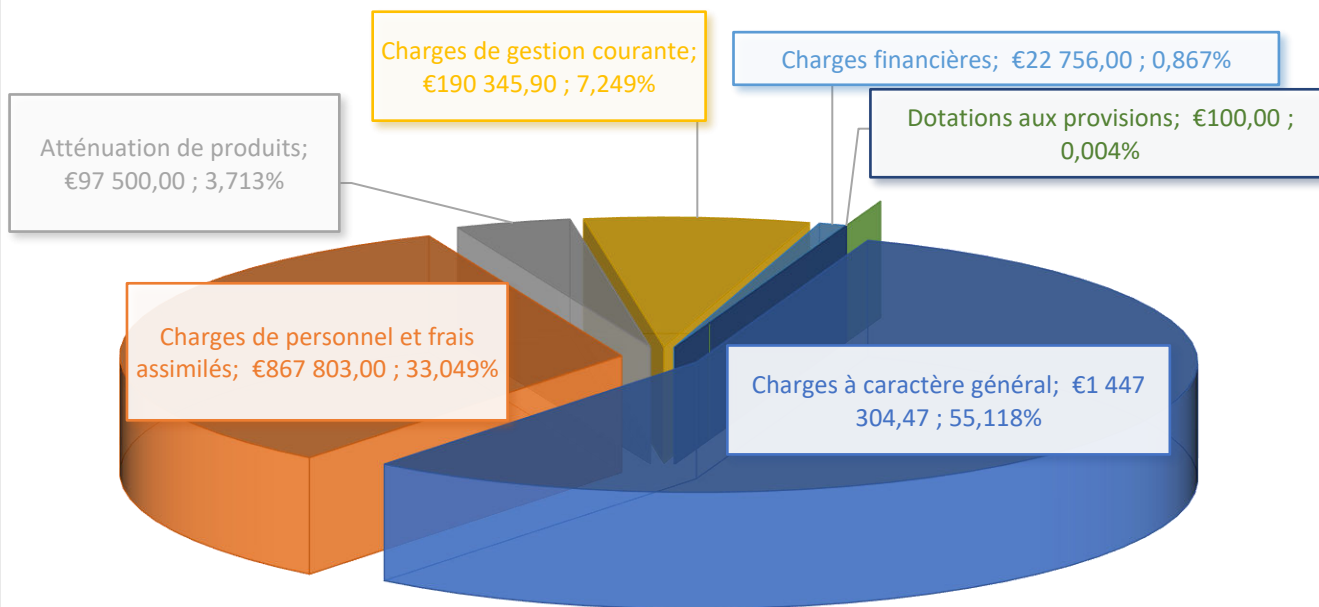 Charges de gestion courante;
€190 345,90 ; 7,249%
Charges financières; €22 756,00 ; 0,867%
Dotations aux provisions; €100,00 ;
0,004%
Atténuation de produits;
€97 500,00 ; 3,713%
Charges de personnel et frais
assimilés; €867 803,00 ; 33,049%
Charges à caractère général; €1 447
304,47 ; 55,118%